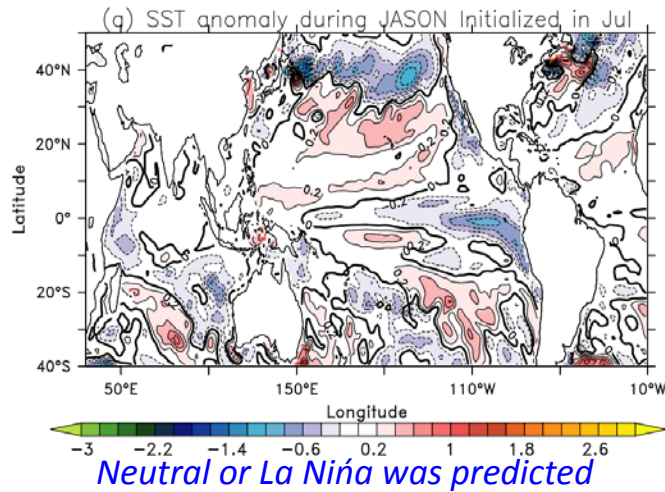 (g) SST anomaly during JASON Initialized in Jul
40°N
20°N
0°
20°S
40°S
Latitude
50°E 150°E 110°W 10°W
Longitude
-3 -2.2 -1.4 -0.6 0.2 1 1.8 2.6
Neutral or La Nińa was predicted
0.2
0.2
0.2